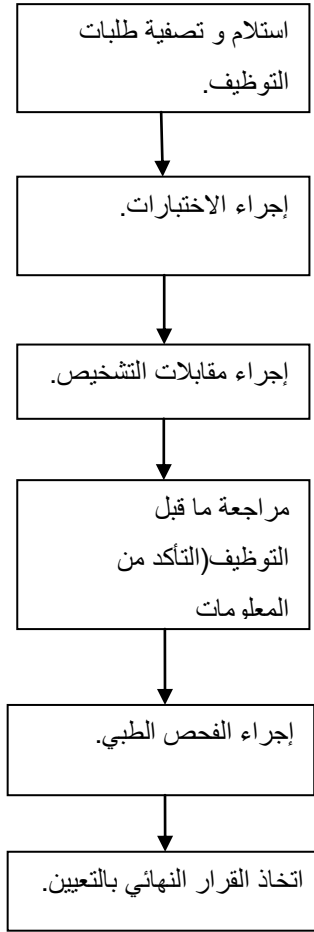 استلام و تصفية طلبات
التوظيف.
إجراء الاختبارات.
إجراء مقابلات التشخيص.
مراجعة ما قبل
التوظيف(التأكد من
المعلومات
إجراء الفحص الطبي.
اتخاذ القرار النهائي بالتعيين.